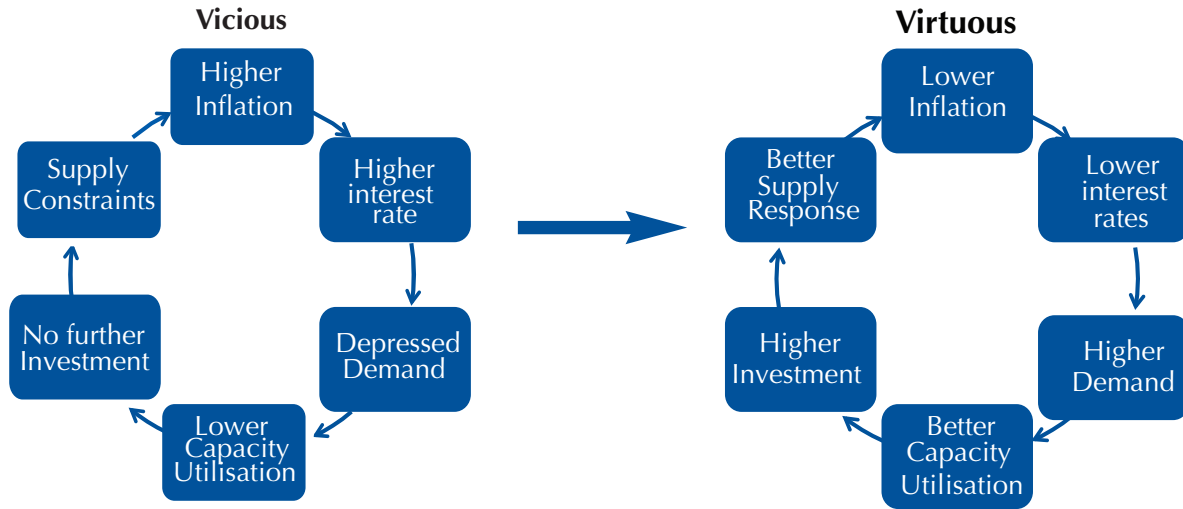 Vicious
Higher
Inflation
Higher
interest
rate
Depressed
Demand
Lower
Capacity
Utilisation
No further
Investment
Supply
Constraints
Virtuous
Lower
Inflation
Lower
interest
rates
Higher
Demand
Better
Capacity
Utilisation
Higher
Investment
Better
Supply
Response